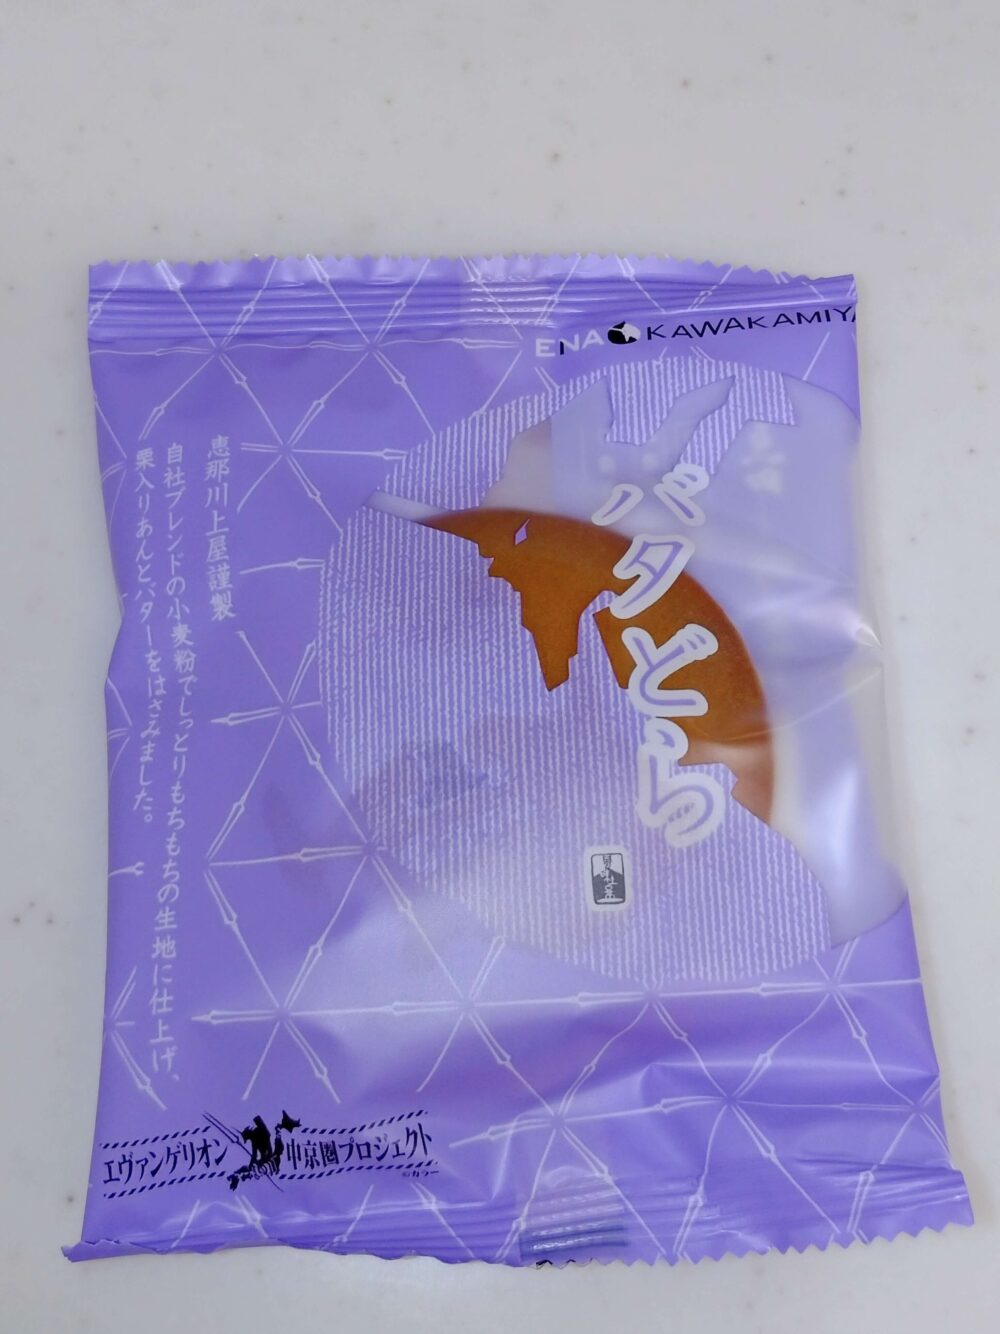 ENA KAWAKAMIYA
バタどら
恵那川上屋謹製
自社ブレンドの小麦粉でしっとりもちもちの生地に仕上げ、
栗入りあんとバターをはさみました。
エヴァンゲリオン 中京圏プロジェクト
©カラー